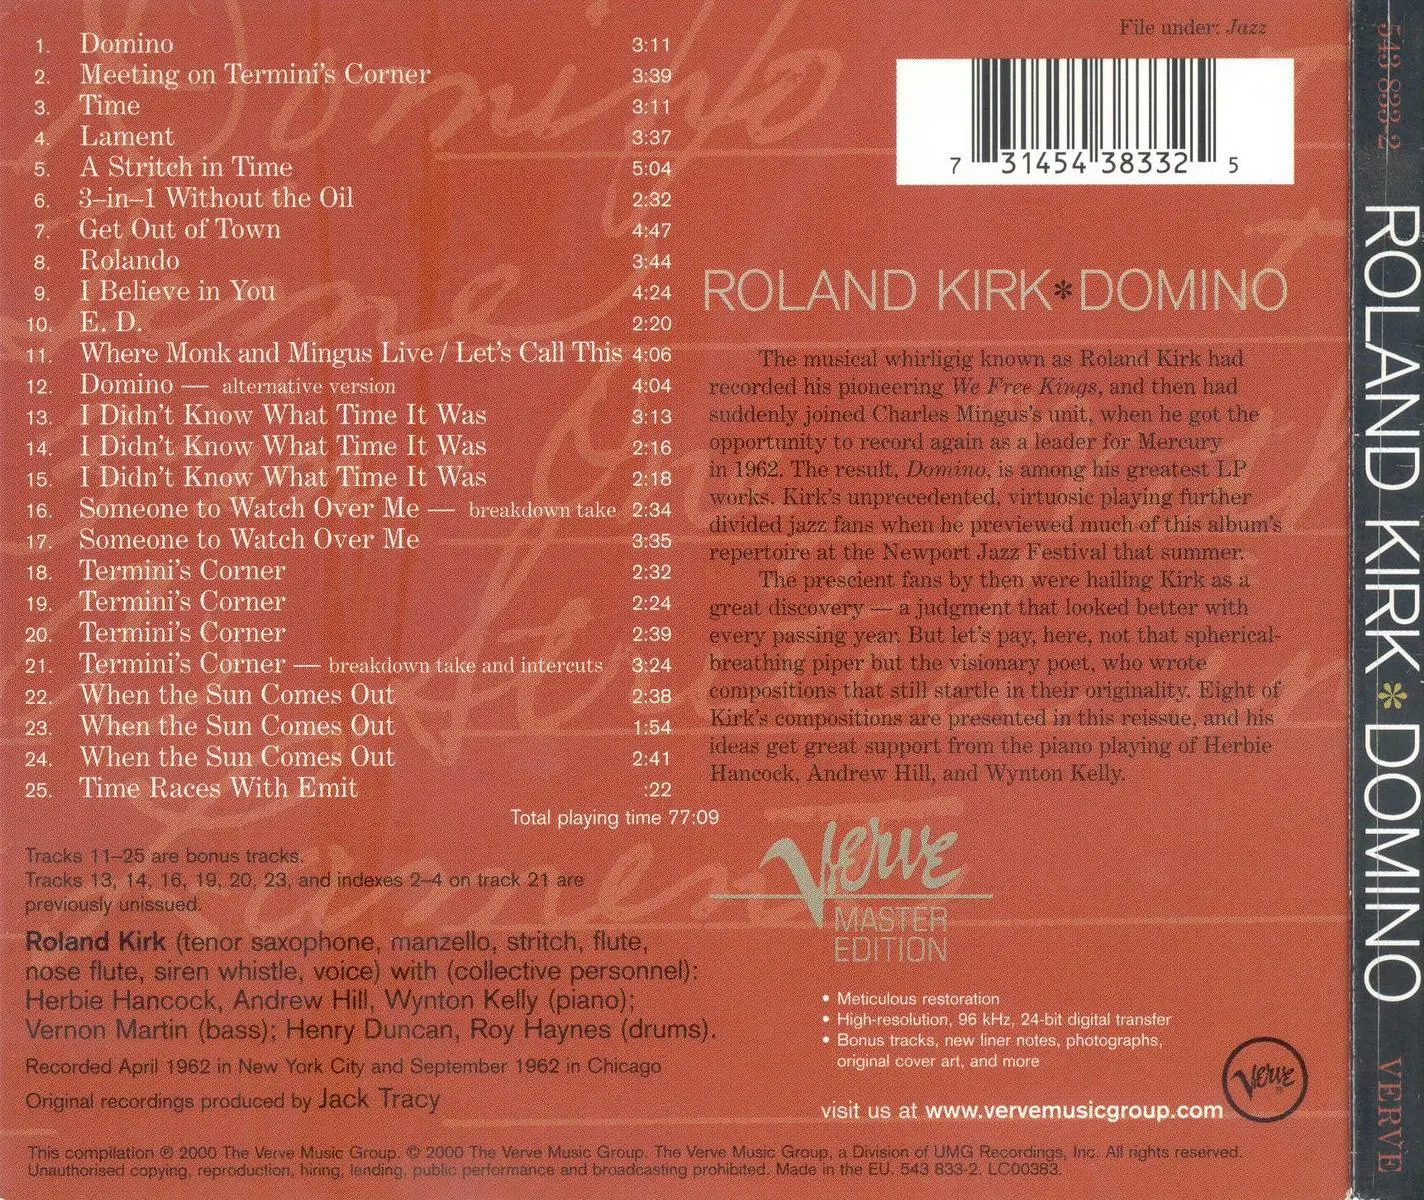 1. Domino 3:11
2. Meeting on Termini's Corner 3:39
3. Time 3:11
4. Lament 3:37
5. A Stritch in Time 5:04
6. 3–in–1 Without the Oil 2:32
7. Get Out of Town 4:47
8. Rolando 3:44
9. I Believe in You 4:24
10. E. D. 2:20
11. Where Monk and Mingus Live / Let's Call This 4:06
12. Domino — alternative version 4:04
13. I Didn't Know What Time It Was 3:13
14. I Didn't Know What Time It Was 2:16
15. I Didn't Know What Time It Was 2:18
16. Someone to Watch Over Me — breakdown take 2:34
17. Someone to Watch Over Me 3:35
18. Termini's Corner 2:32
19. Termini's Corner 2:24
20. Termini's Corner 2:39
21. Termini's Corner — breakdown take and intercuts 3:24
22. When the Sun Comes Out 2:38
23. When the Sun Comes Out 1:54
24. When the Sun Comes Out 2:41
25. Time Races With Emit :22
Total playing time 77:09
Tracks 11–25 are bonus tracks.
Tracks 13, 14, 16, 19, 20, 23, and indexes 2–4 on track 21 are
previously unissued.
Roland Kirk (tenor saxophone, manzello, stritch, flute,
nose flute, siren whistle, voice) with (collective personnel):
Herbie Hancock, Andrew Hill, Wynton Kelly (piano);
Vernon Martin (bass); Henry Duncan, Roy Haynes (drums).
Recorded April 1962 in New York City and September 1962 in Chicago
Original recordings produced by Jack Tracy
File under: Jazz
7 31454 38332 5
ROLAND KIRK*DOMINO
The musical whirligig known as Roland Kirk had
recorded his pioneering We Free Kings, and then had
suddenly joined Charles Mingus's unit, when he got the
opportunity to record again as a leader for Mercury
in 1962. The result, Domino, is among his greatest LP
works. Kirk's unprecedented, virtuosic playing further
divided jazz fans when he previewed much of this album's
repertoire at the Newport Jazz Festival that summer.
The prescient fans by then were hailing Kirk as a
great discovery — a judgment that looked better with
every passing year. But let's pay, here, not that spherical-
breathing piper but the visionary poet, who wrote
compositions that still startle in their originality. Eight of
Kirk's compositions are presented in this reissue, and his
ideas get great support from the piano playing of Herbie
Hancock, Andrew Hill, and Wynton Kelly.
Verve
MASTER
EDITION
• Meticulous restoration
• High-resolution, 96 kHz, 24-bit digital transfer
• Bonus tracks, new liner notes, photographs,
original cover art, and more
visit us at www.vervemusicgroup.com
Verve
This compilation ℗ 2000 The Verve Music Group. © 2000 The Verve Music Group. The Verve Music Group, a Division of UMG Recordings, Inc. All rights reserved.
Unauthorised copying, reproduction, hiring, lending, public performance and broadcasting prohibited. Made in the EU. 543 833-2. LC00383.
543 833-2
ROLAND KIRK * DOMINO
VERVE